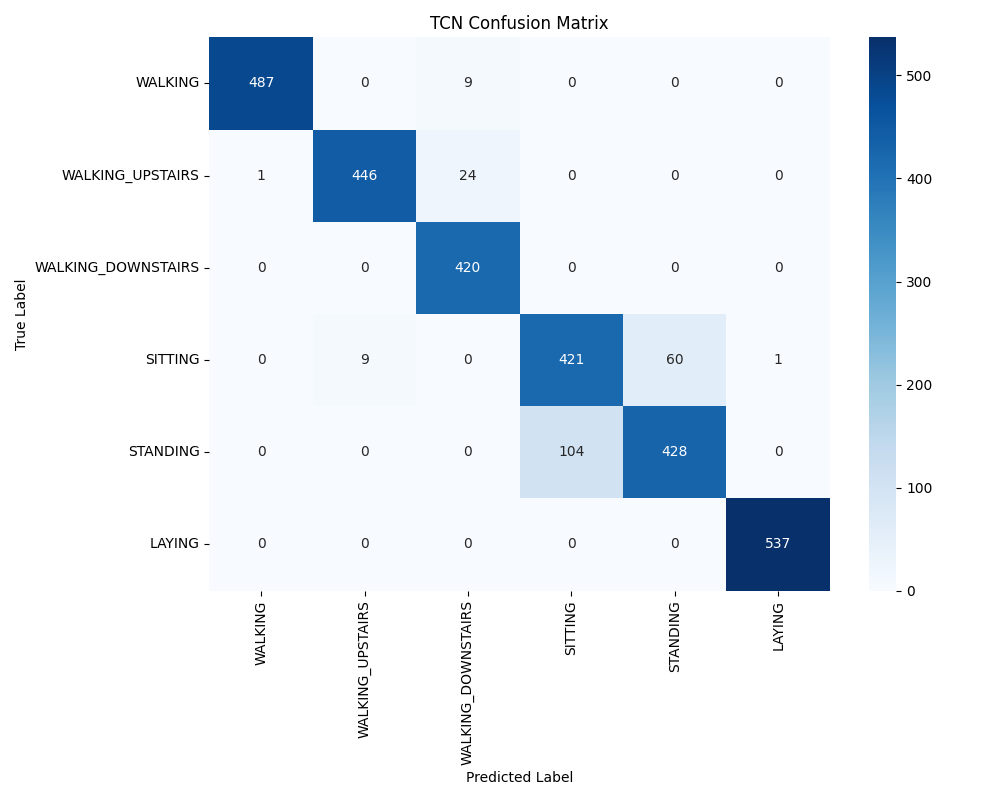 TCN Confusion Matrix
WALKING 487 0 9 0 0 0
WALKING_UPSTAIRS 1 446 24 0 0 0
WALKING_DOWNSTAIRS 0 0 420 0 0 0
SITTING 0 9 0 421 60 1
STANDING 0 0 0 104 428 0
LAYING 0 0 0 0 0 537
True Label
WALKING
WALKING_UPSTAIRS
WALKING_DOWNSTAIRS
SITTING
STANDING
LAYING
Predicted Label
500
400
300
200
100
0